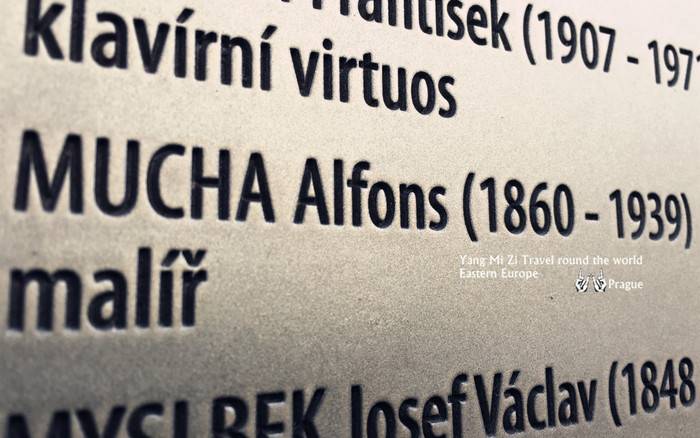 František (1907 - 197
klavírní virtuos
MUCHA Alfons (1860 - 1939)
malíř
Yang Mi Zi Travel round the world
Eastern Europe
Prague
MYSLBEK Josef Václav (1848